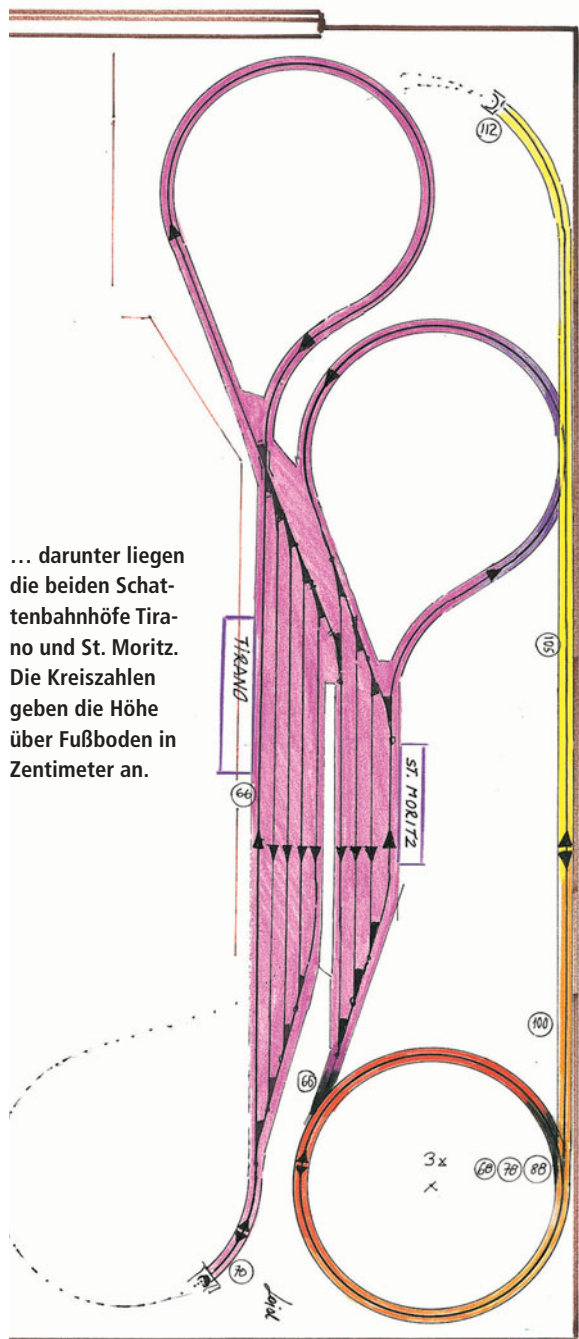 112
... darunter liegen
die beiden Schat-
tenbahnhöfe Tira-
no und St. Moritz.
Die Kreiszahlen
geben die Höhe
über Fußboden in
Zentimeter an.
TIRANO
105
66
ST. MORITZ
100
66
3x
68 78 88
70